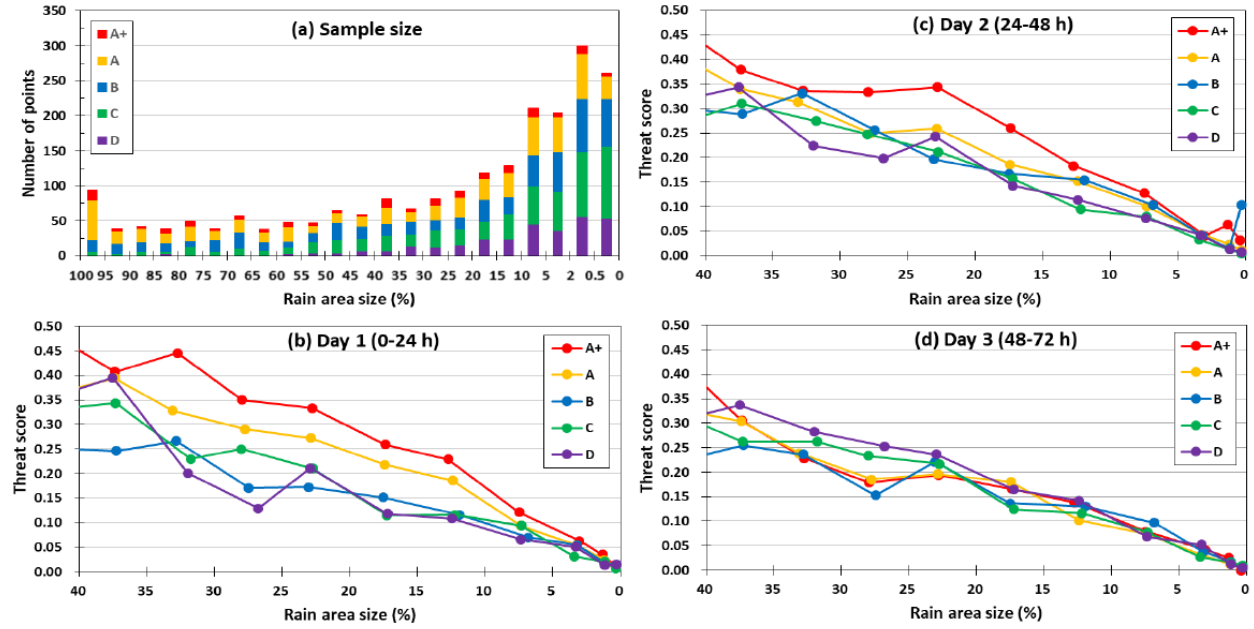 (a) Sample size
Number of points
350
300
250
200
150
100
50
0
A+
A
B
C
D
100 95 90 85 80 75 70 65 60 55 50 45 40 35 30 25 20 15 10 5 2 0.5 0
Rain area size (%)
(c) Day 2 (24-48 h)
Threat score
0.50
0.45
0.40
0.35
0.30
0.25
0.20
0.15
0.10
0.05
0.00
A+
A
B
C
D
40 35 30 25 20 15 10 5 0
Rain area size (%)
(b) Day 1 (0-24 h)
Threat score
0.50
0.45
0.40
0.35
0.30
0.25
0.20
0.15
0.10
0.05
0.00
A+
A
B
C
D
40 35 30 25 20 15 10 5 0
Rain area size (%)
(d) Day 3 (48-72 h)
Threat score
0.50
0.45
0.40
0.35
0.30
0.25
0.20
0.15
0.10
0.05
0.00
A+
A
B
C
D
40 35 30 25 20 15 10 5 0
Rain area size (%)